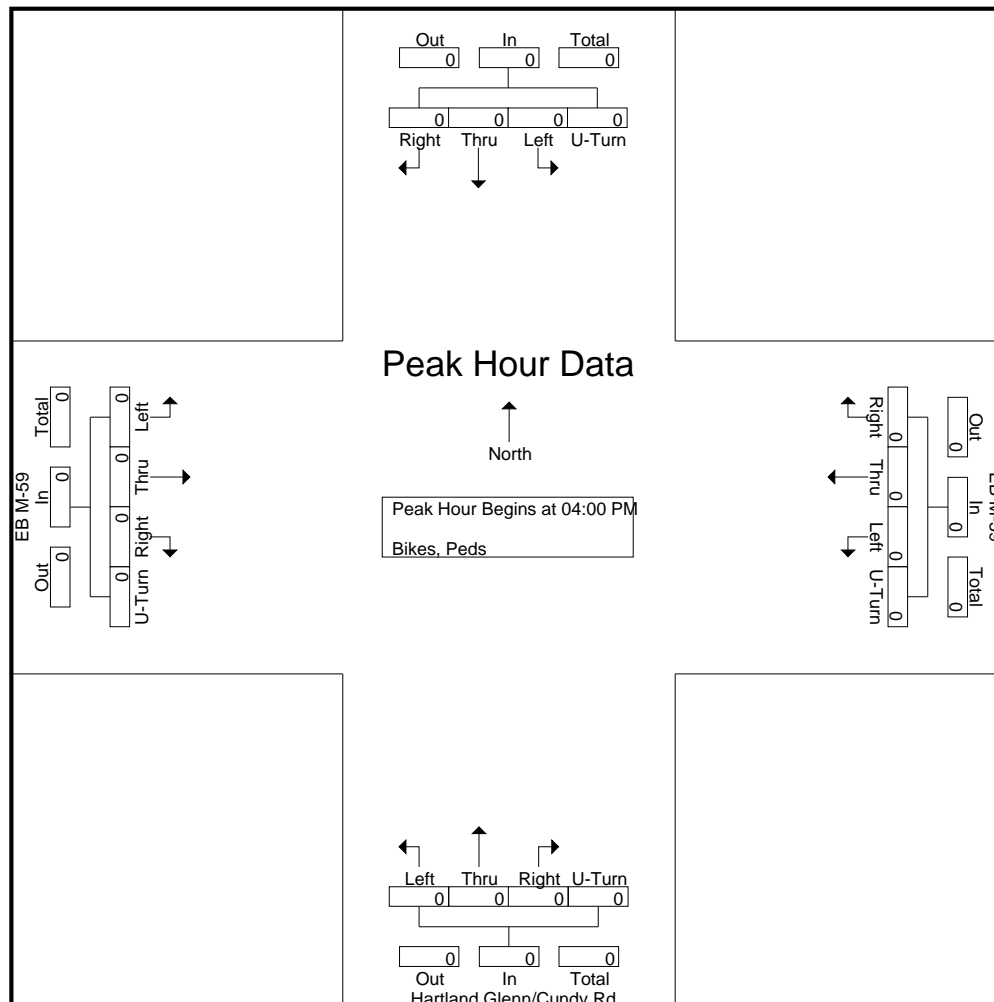 Out In Total
0 0 0
0 0 0 0
Right Thru Left U-Turn
Peak Hour Data
North
Peak Hour Begins at 04:00 PM
Bikes, Peds
EB M-59
Total In Out
0 0 0
0 0 0 0
Left Thru Right U-Turn
Right Thru Left U-Turn
0 0 0 0
Out In Total
0 0 0
Left Thru Right U-Turn
0 0 0 0
0 0 0
Out In Total
Hartland Glenn/Cundy Rd